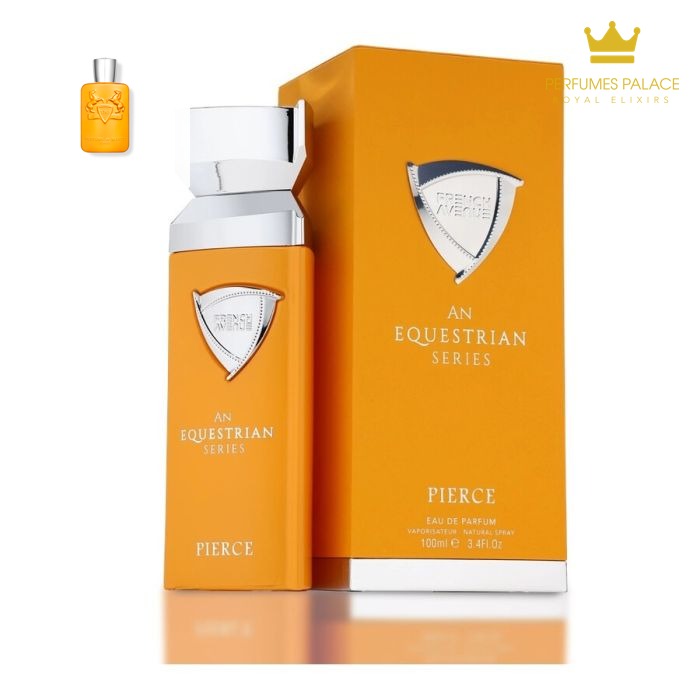 PERFUMES PALACE
ROYAL ELIXIRS
FRENCH
AVENUE
AN
EQUESTRIAN
SERIES
PIERCE
EAU DE PARFUM
VAPORISATEUR - NATURAL SPRAY
100ml e 3.4Fl.Oz
FRENCH
AVENUE
AN
EQUESTRIAN
SERIES
PIERCE